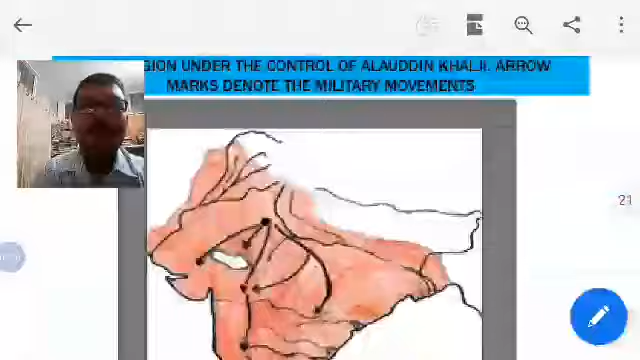 GION UNDER THE CONTROL OF ALAUDDIN KHALJI. ARROW
MARKS DENOTE THE MILITARY MOVEMENTS
21